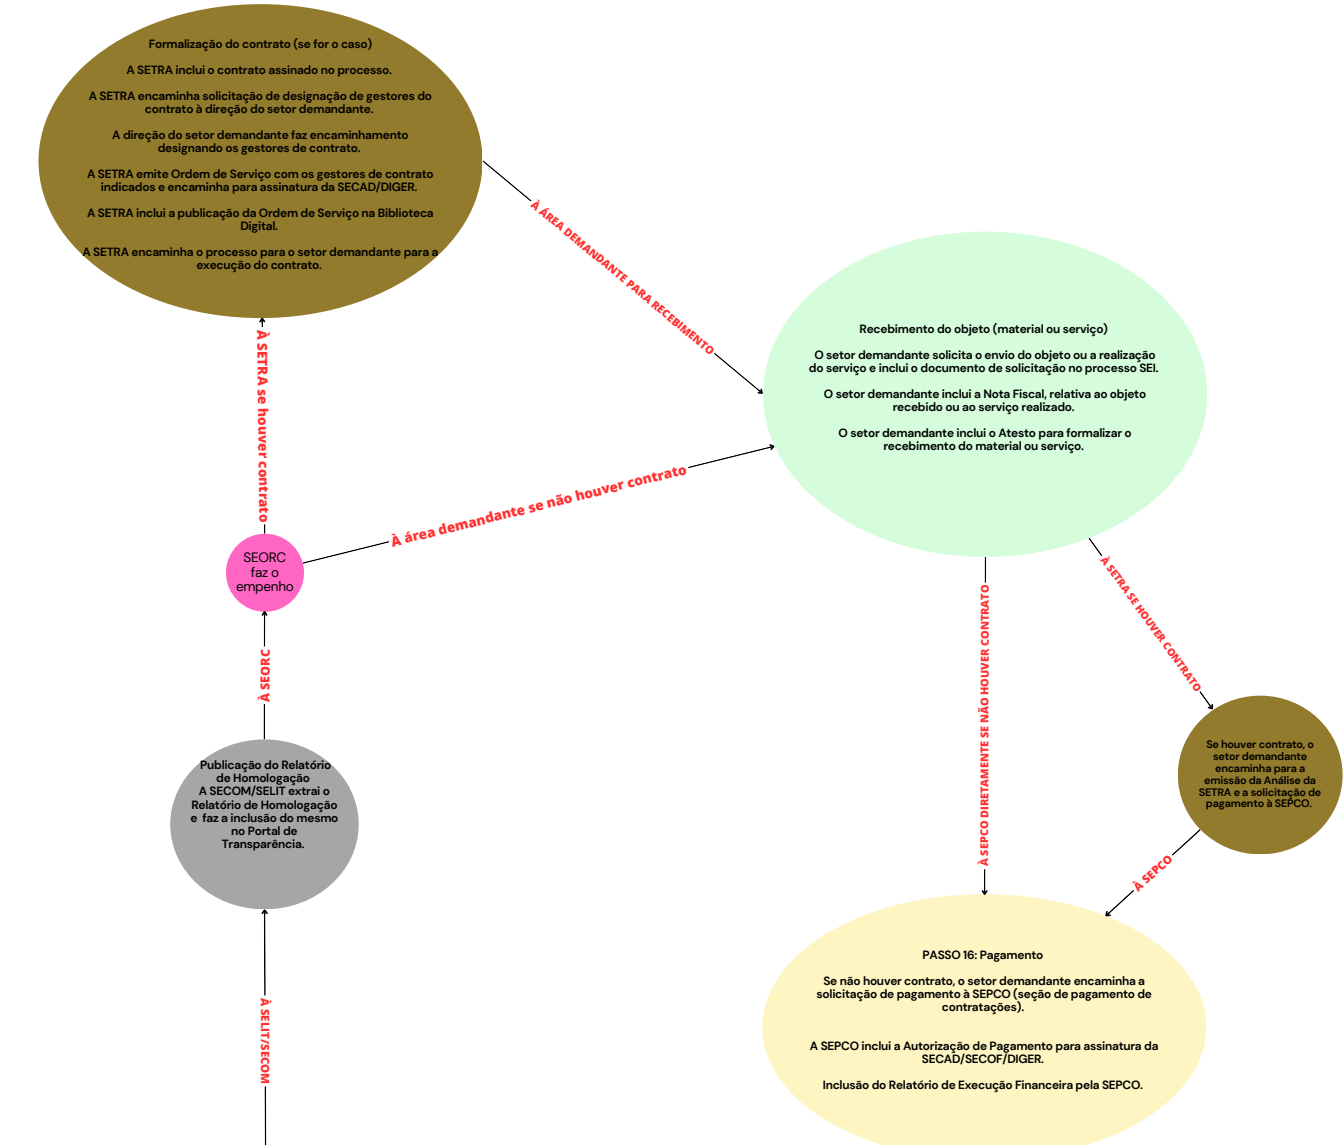 Formalização do contrato (se for o caso)
A SETRA inclui o contrato assinado no processo.
A SETRA encaminha solicitação de designação de gestores do
contrato à direção do setor demandante.
A direção do setor demandante faz encaminhamento
designando os gestores de contrato.
A SETRA emite Ordem de Serviço com os gestores de contrato
indicados e encaminha para assinatura da SECAD/DIGER.
A SETRA inclui a publicação da Ordem de Serviço na Biblioteca
Digital.
A SETRA encaminha o processo para o setor demandante para a
execução do contrato.
À ÁREA DEMANDANTE PARA RECEBIMENTO
À SETRA se houver contrato
Recebimento do objeto (material ou serviço)
O setor demandante solicita o envio do objeto ou a realização
do serviço e inclui o documento de solicitação no processo SEI.
O setor demandante inclui a Nota Fiscal, relativa ao objeto
recebido ou ao serviço realizado.
O setor demandante inclui o Atesto para formalizar o
recebimento do material ou serviço.
À área demandante se não houver contrato
SEORC
faz o
empenho
À SEORC
À SEPCO DIRETAMENTE SE NÃO HOUVER CONTRATO
À SETRA SE HOUVER CONTRATO
Publicação do Relatório
de Homologação
A SECOM/SELIT extrai o
Relatório de Homologação
e faz a inclusão do mesmo
no Portal de
Transparência.
Se houver contrato, o
setor demandante
encaminha para a
emissão da Análise da
SETRA e a solicitação de
pagamento à SEPCO.
À SEPCO
À SELIT/SECOM
PASSO 16: Pagamento
Se não houver contrato, o setor demandante encaminha a
solicitação de pagamento à SEPCO (seção de pagamento de
contratações).
A SEPCO inclui a Autorização de Pagamento para assinatura da
SECAD/SECOF/DIGER.
Inclusão do Relatório de Execução Financeira pela SEPCO.